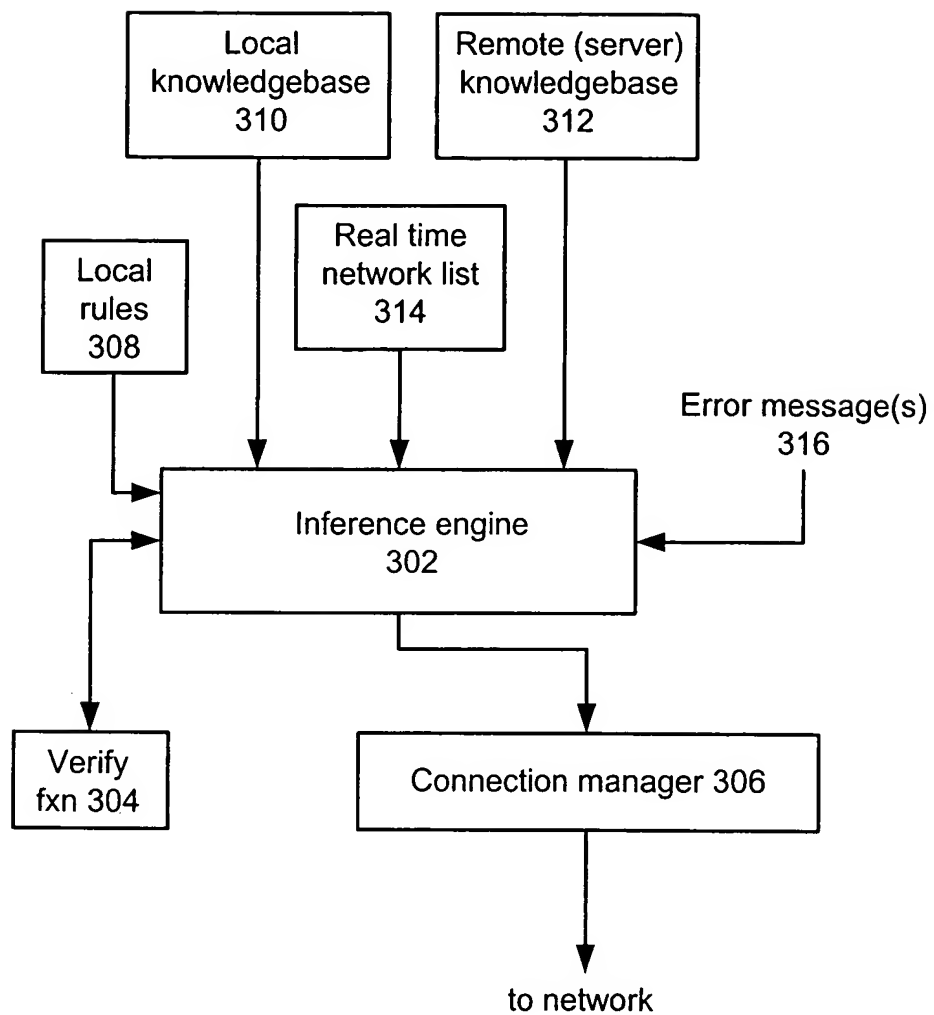 Local
knowledgebase
310
Remote (server)
knowledgebase
312
Real time
network list
314
Local
rules
308
Error message(s)
316
Inference engine
302
Verify
fxn 304
Connection manager 306
to network